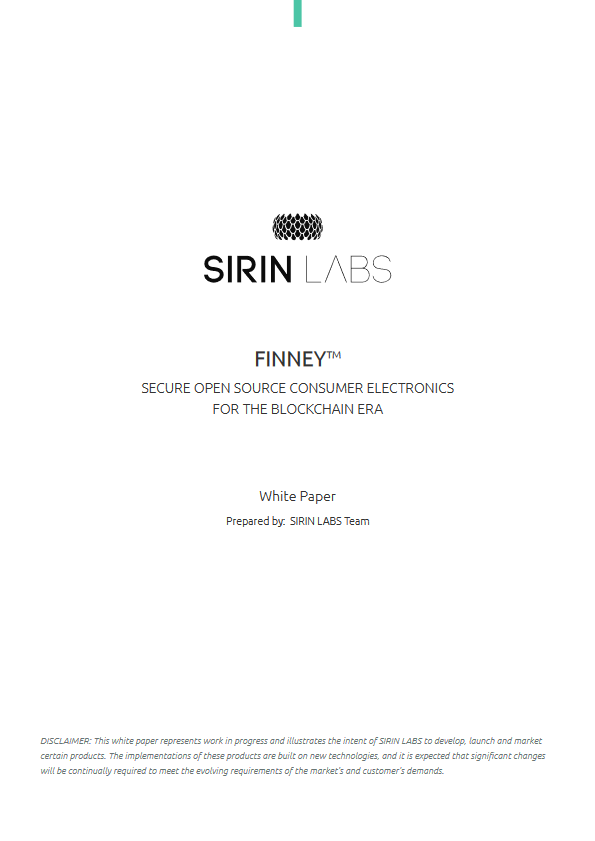 SIRIN LABS
FINNEY™
SECURE OPEN SOURCE CONSUMER ELECTRONICS
FOR THE BLOCKCHAIN ERA
White Paper
Prepared by: SIRIN LABS Team
DISCLAIMER: This white paper represents work in progress and illustrates the intent of SIRIN LABS to develop, launch and market
certain products. The implementations of these products are built on new technologies, and it is expected that significant changes
will be continually required to meet the evolving requirements of the market's and customer's demands.